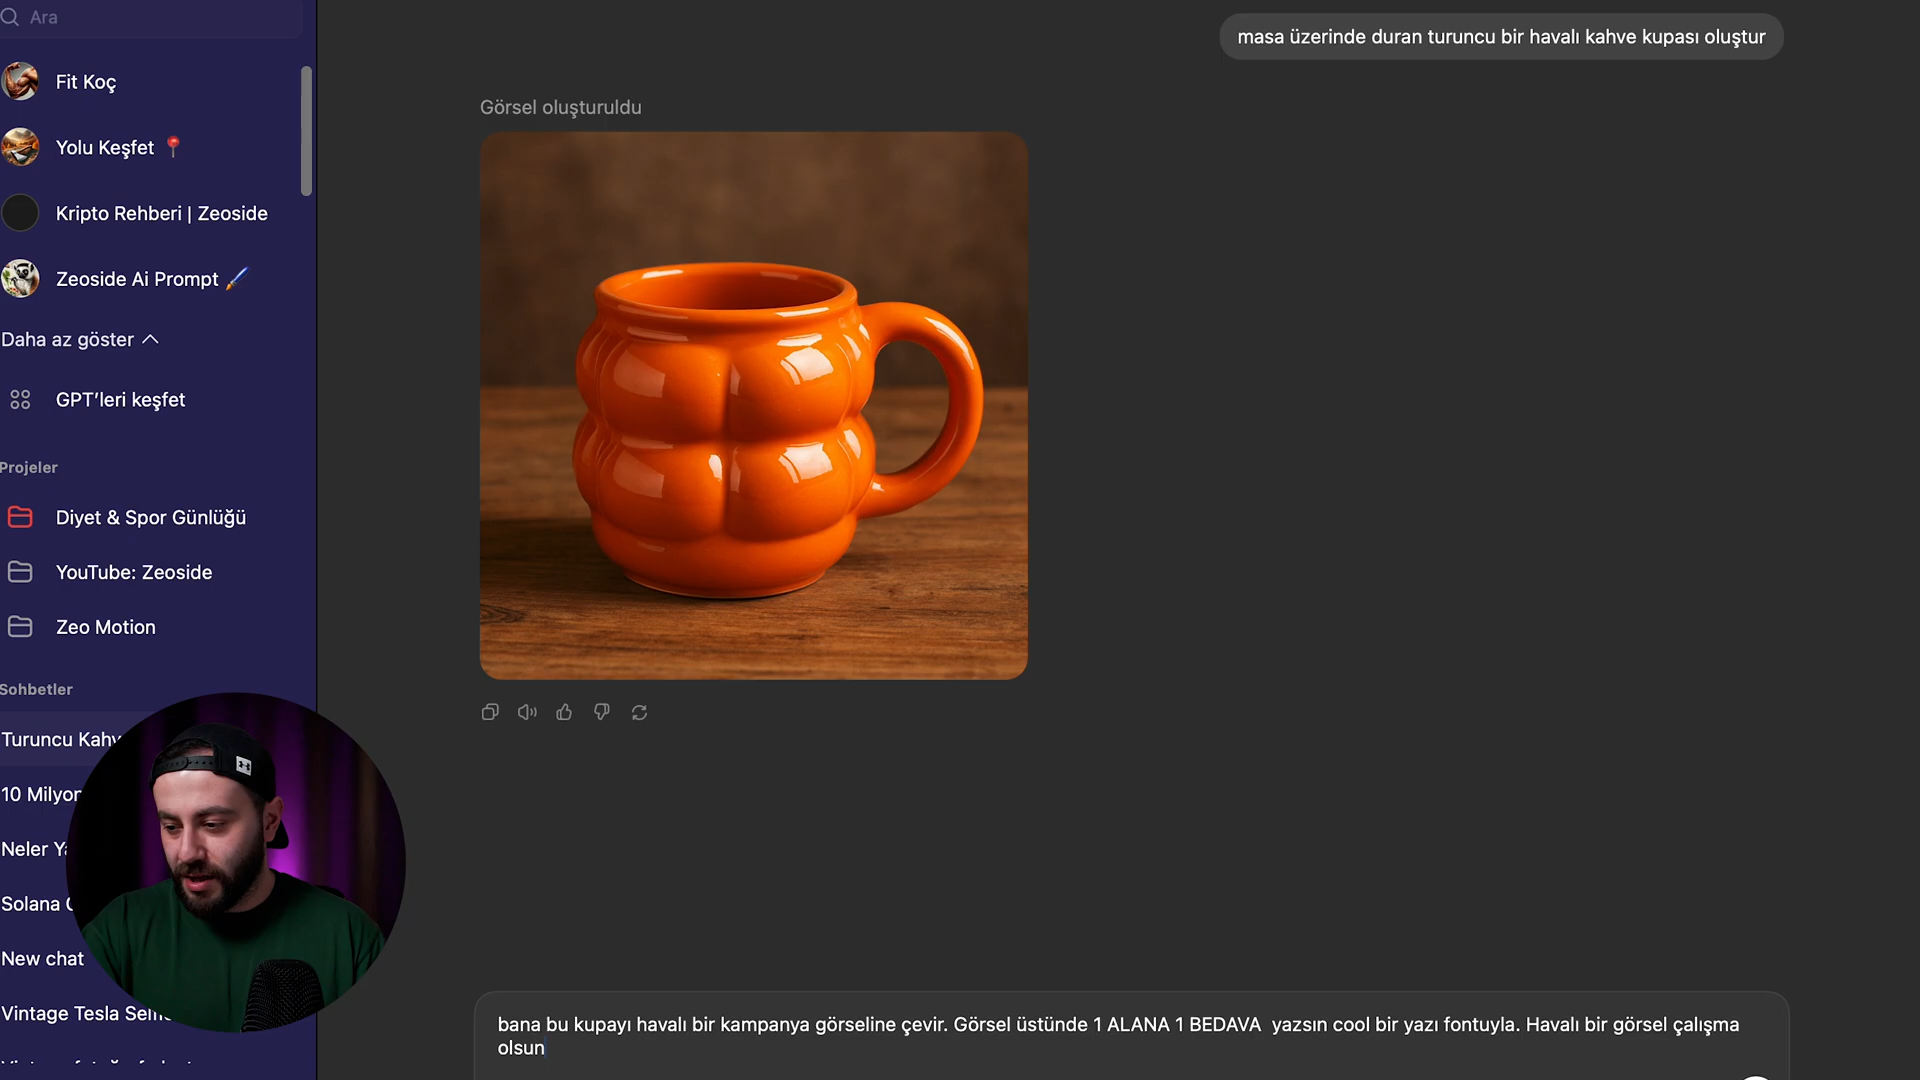 Ara
Fit Koç
Yolu Keşfet
Kripto Rehberi | Zeoside
Zeoside Ai Prompt
Daha az göster
GPT'leri keşfet
Projeler
Diyet & Spor Günlüğü
YouTube: Zeoside
Zeo Motion
Sohbetler
Turuncu
10
Neler
Solana
New chat
Vintage Tesla
masa üzerinde duran turuncu bir havalı kahve kupası oluştur
Görsel oluşturuldu
bana bu kupayı havalı bir kampanya görseline çevir. Görsel üstünde 1 ALANA 1 BEDAVA  yazsın cool bir yazı fontuyla. Havalı bir görsel çalışma
olsun